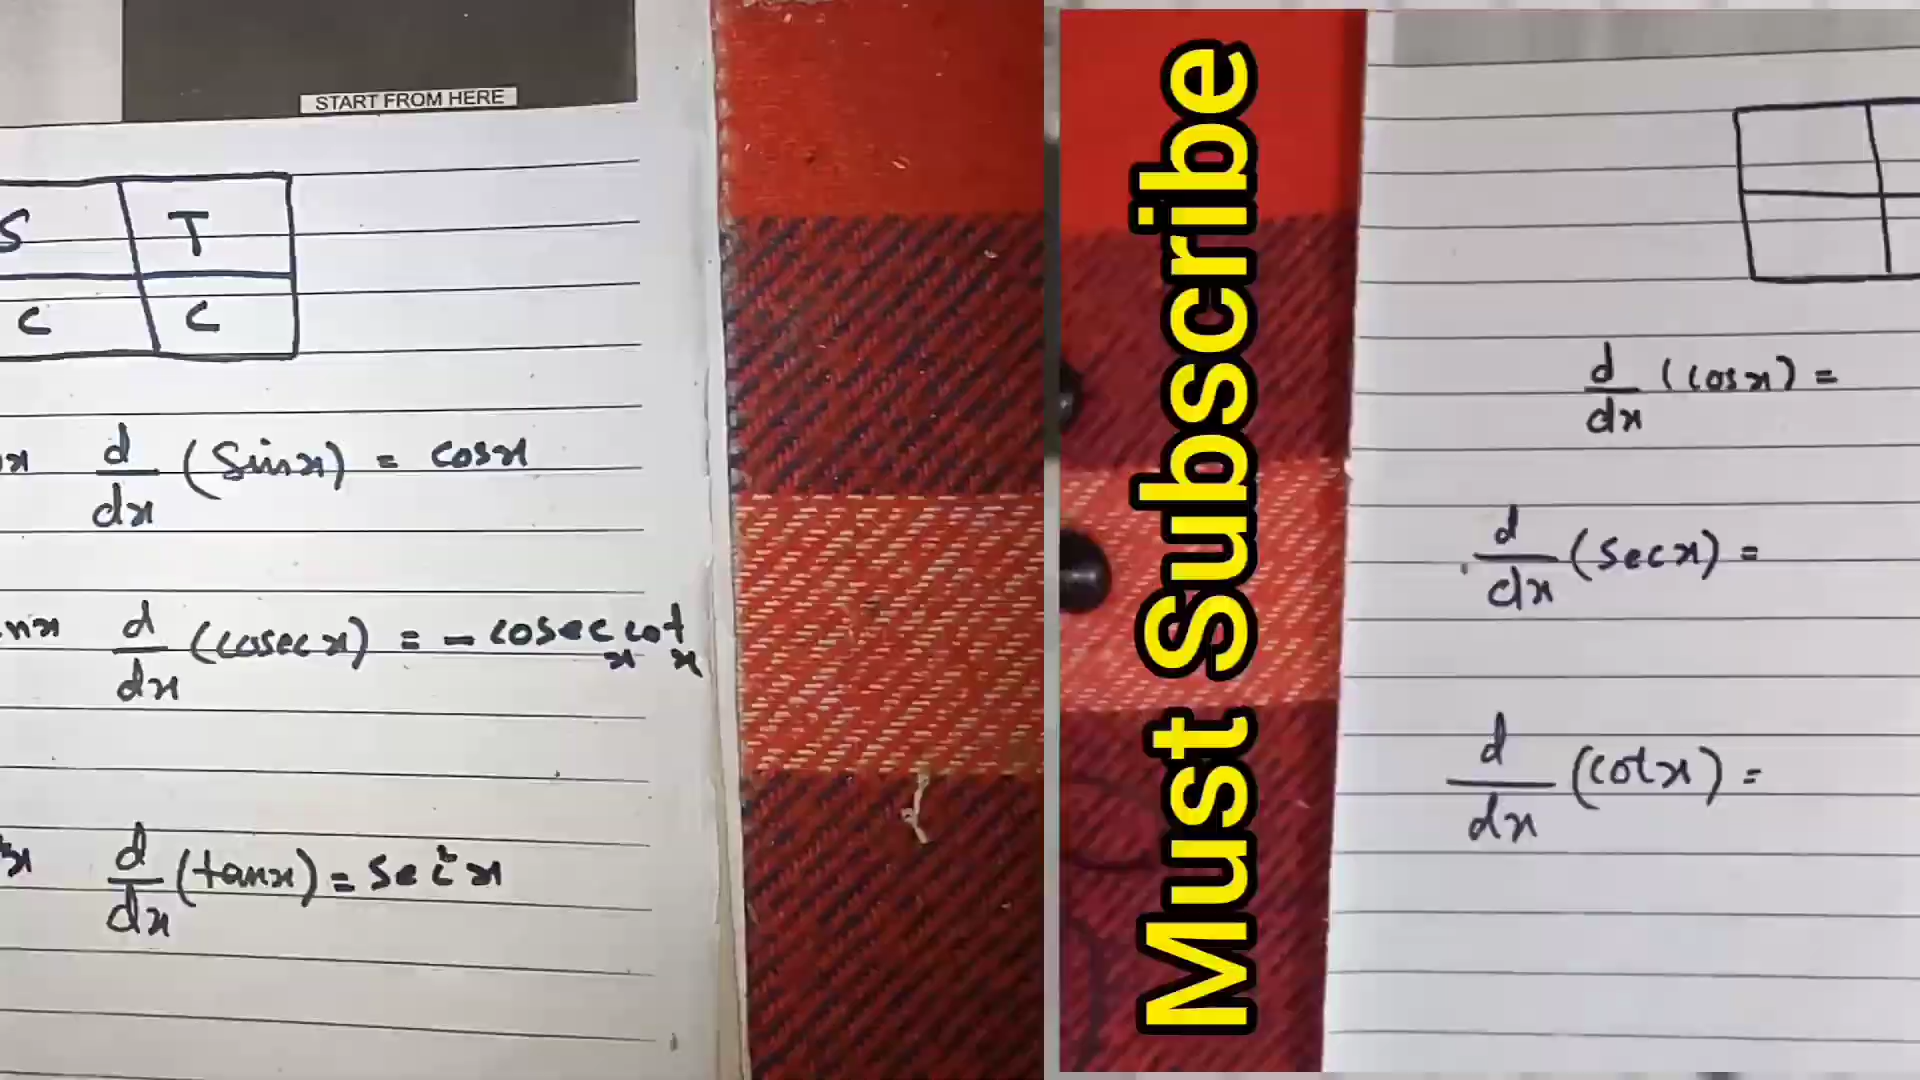 START FROM HERE
S T
C C
d/dx (Sinx) = cosx
d/dx (cosecx) = - cosec x cot x
d/dx (tanx) = sec²x
Must Subscribe
d/dx (cosx) =
d/dx (secx) =
d/dx (cotx) =